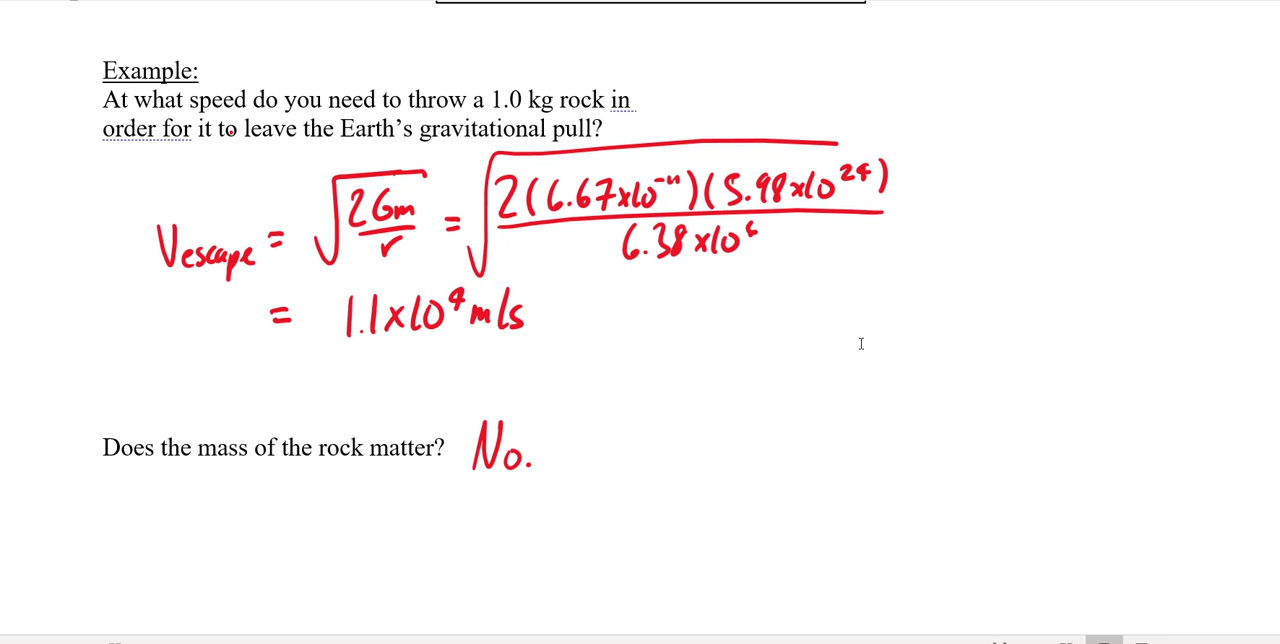 Example:
At what speed do you need to throw a 1.0 kg rock in
order for it to leave the Earth's gravitational pull?
Vescape = √(2Gm/r) = √(2(6.67x10⁻¹¹)(5.98x10²⁴)/6.38x10⁶)
= 1.1x10⁴ m/s
Does the mass of the rock matter? No.